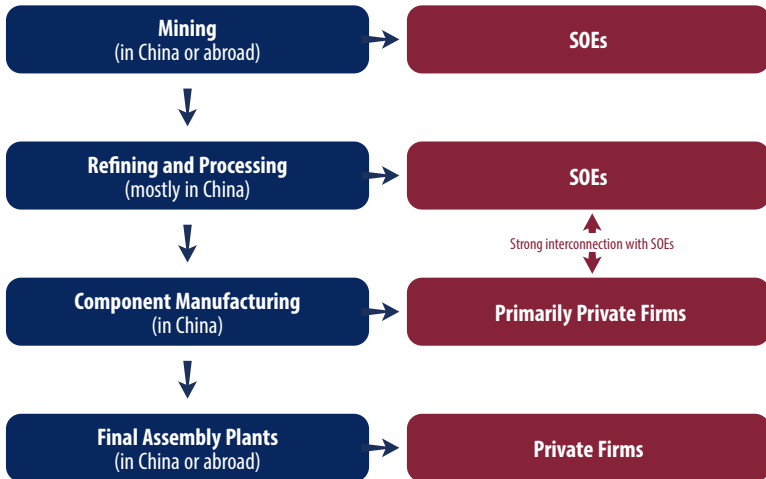 Mining
(in China or abroad)
SOEs
Refining and Processing
(mostly in China)
SOEs
Strong interconnection with SOEs
Component Manufacturing
(in China)
Primarily Private Firms
Final Assembly Plants
(in China or abroad)
Private Firms